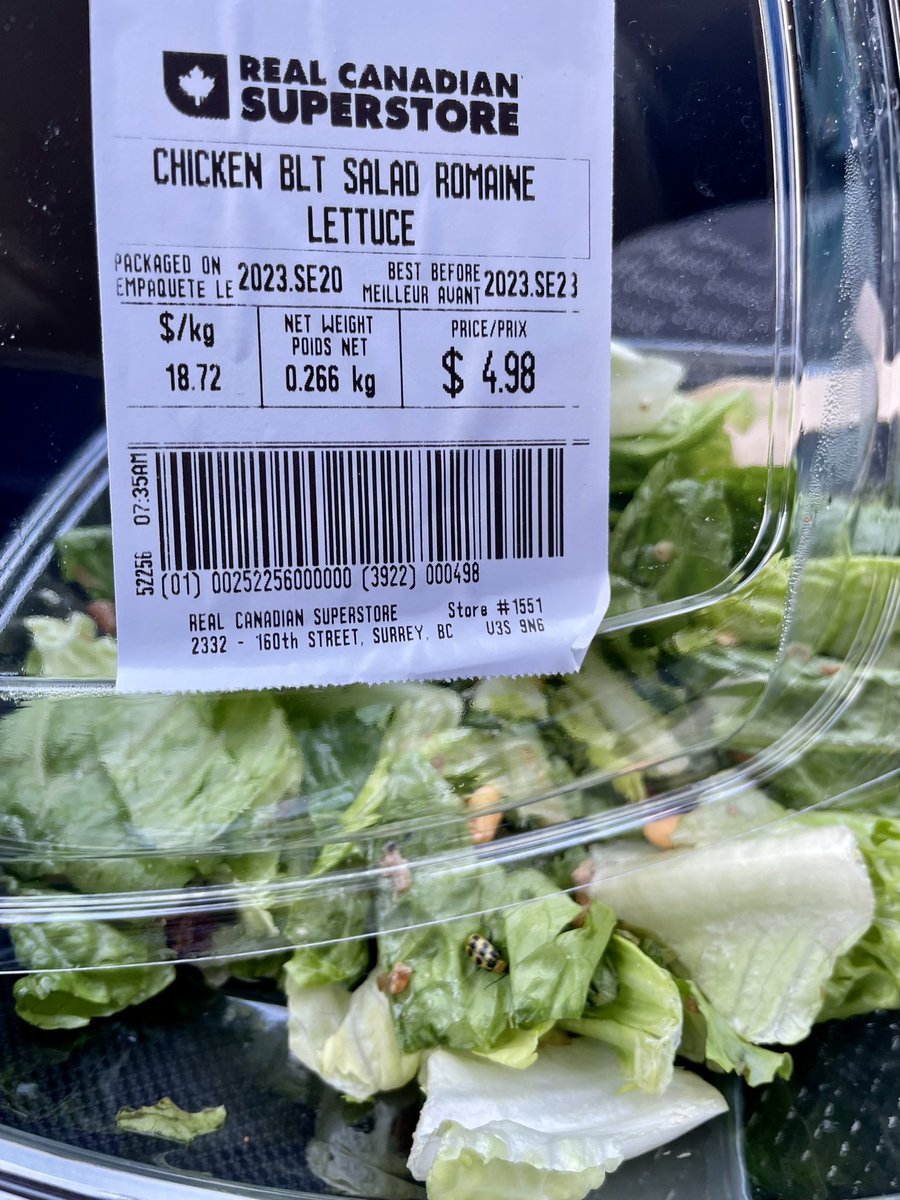 REAL CANADIAN
SUPERSTORE
CHICKEN BLT SALAD ROMAINE
LETTUCE
PACKAGED ON
EMPAQUETE LE
2023.SE20
BEST BEFORE
MEILLEUR AVANT
2023.SE23
$/kg
18.72
NET WEIGHT
POIDS NET
0.266 kg
PRICE/PRIX
$ 4.98
52256 07:35AM
(01) 00252256000000 (3922) 000498
REAL CANADIAN SUPERSTORE Store #1551
2332 - 160th STREET, SURREY, BC V3S 9N6